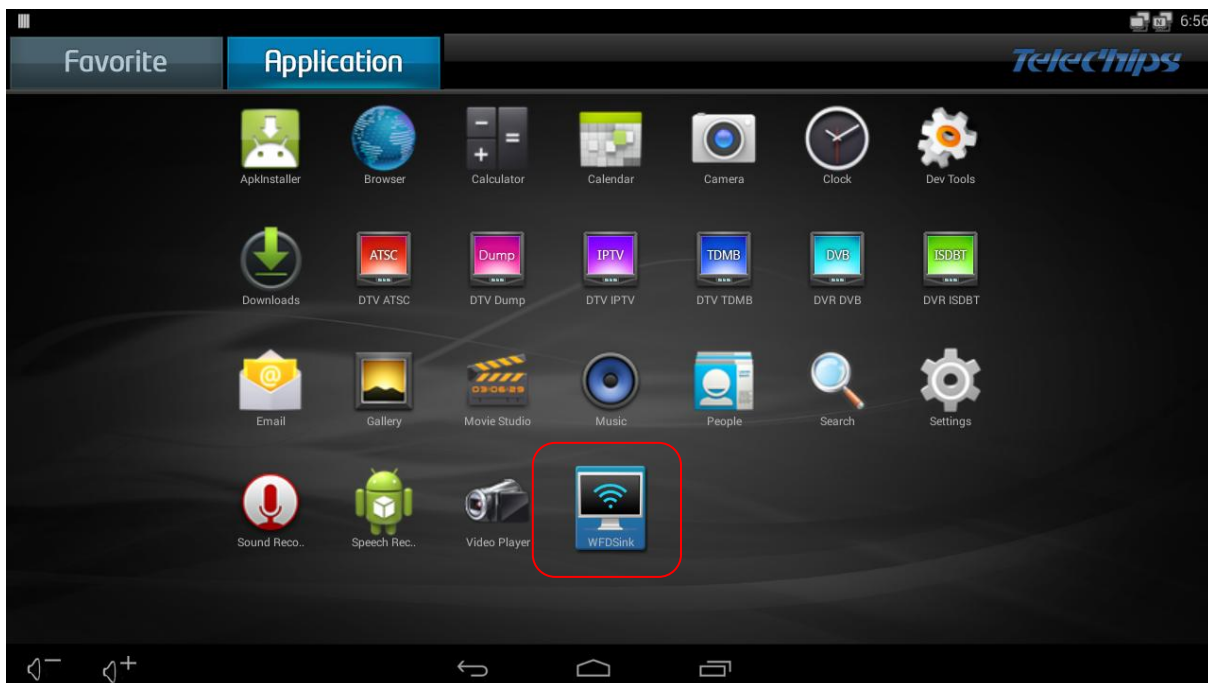 6:56
Favorite Application TeleChips
ApkInstaller Browser Calculator Calendar Camera Clock Dev Tools
ATSC Dump IPTV TDMB DVB ISDBT
Downloads DTV ATSC DTV Dump DTV IPTV DTV TDMB DVR DVB DVR ISDBT
@ 03-06-29
Email Gallery Movie Studio Music People Search Settings
Sound Reco.. Speech Rec.. Video Player WFDSink